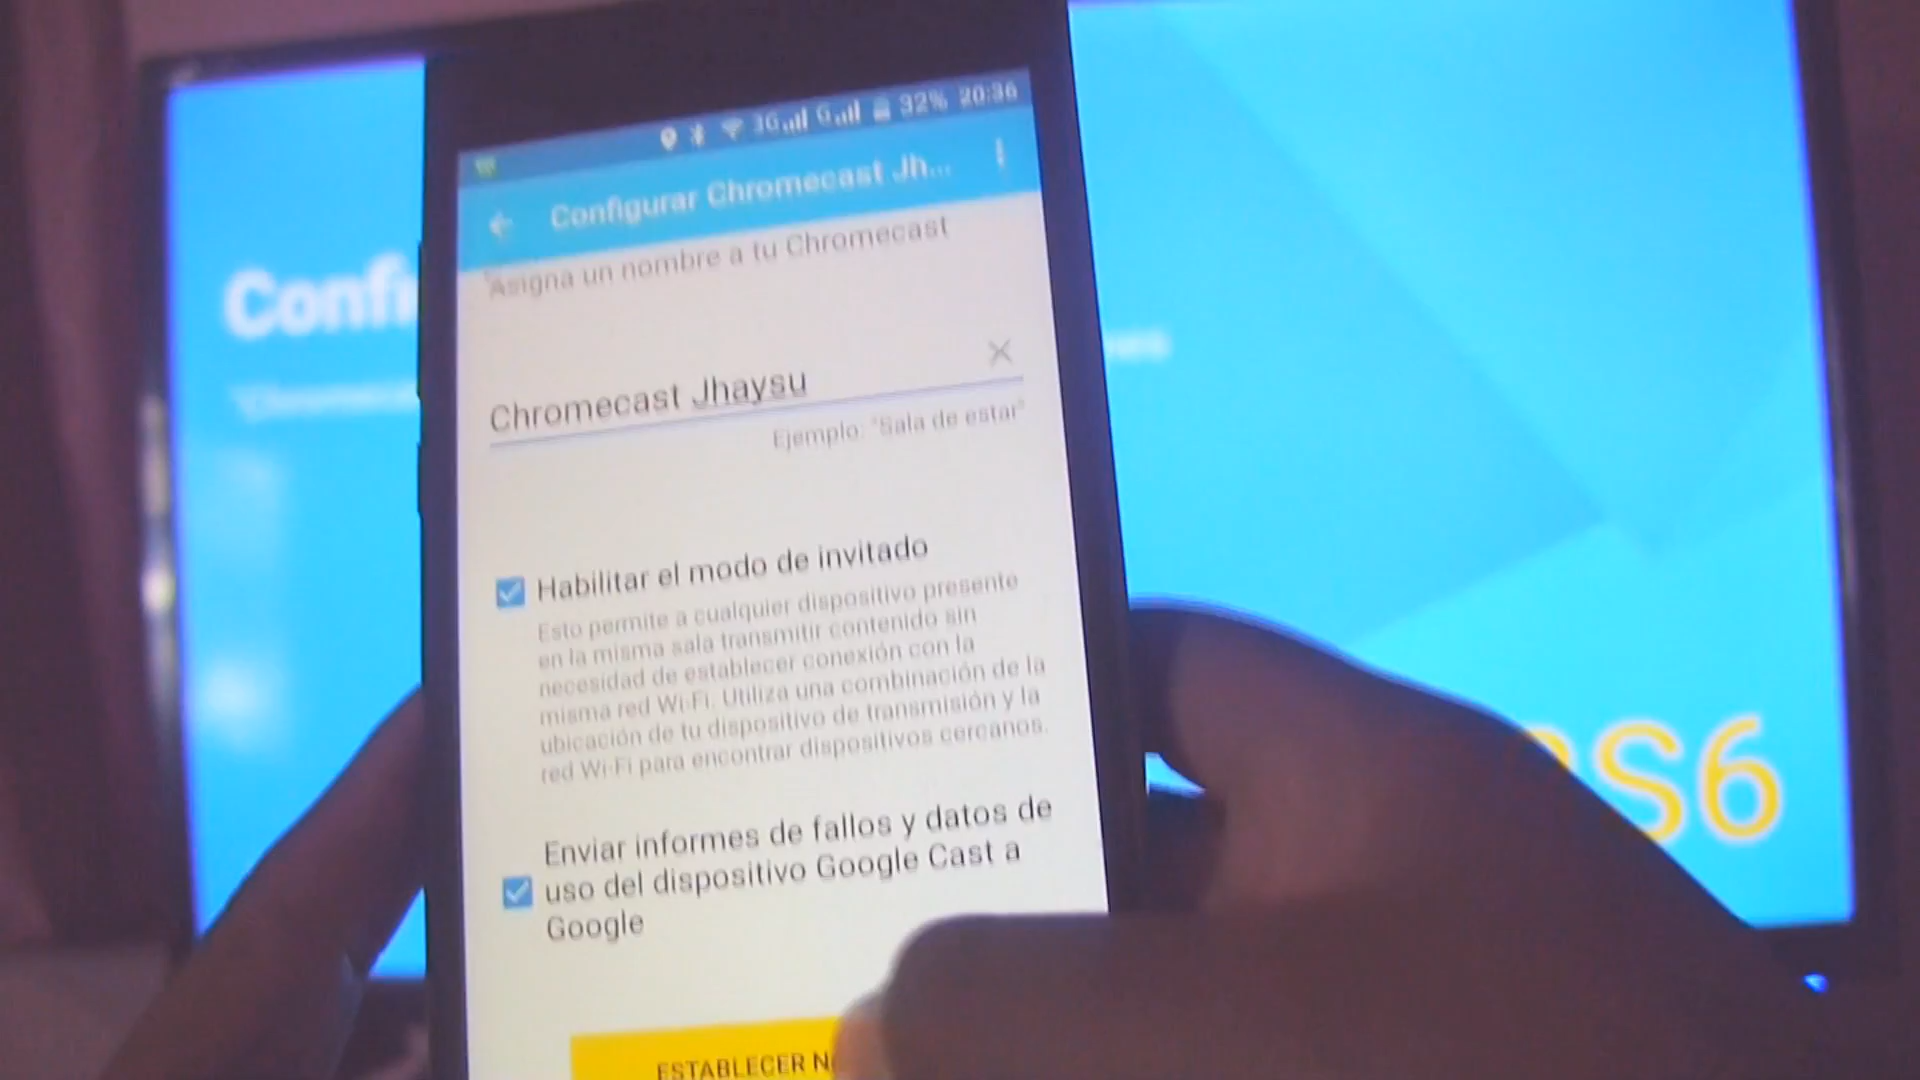 3G G 32% 20:36
Configurar Chromecast Jh...
Asigna un nombre a tu Chromecast
Chromecast Jhaysu
Ejemplo: "Sala de estar"
Habilitar el modo de invitado
Esto permite a cualquier dispositivo presente
en la misma sala transmitir contenido sin
necesidad de establecer conexión con la
misma red Wi-Fi. Utiliza una combinación de la
ubicación de tu dispositivo de transmisión y la
red Wi-Fi para encontrar dispositivos cercanos.
Enviar informes de fallos y datos de
uso del dispositivo Google Cast a
Google
ESTABLECER
Confi
S6